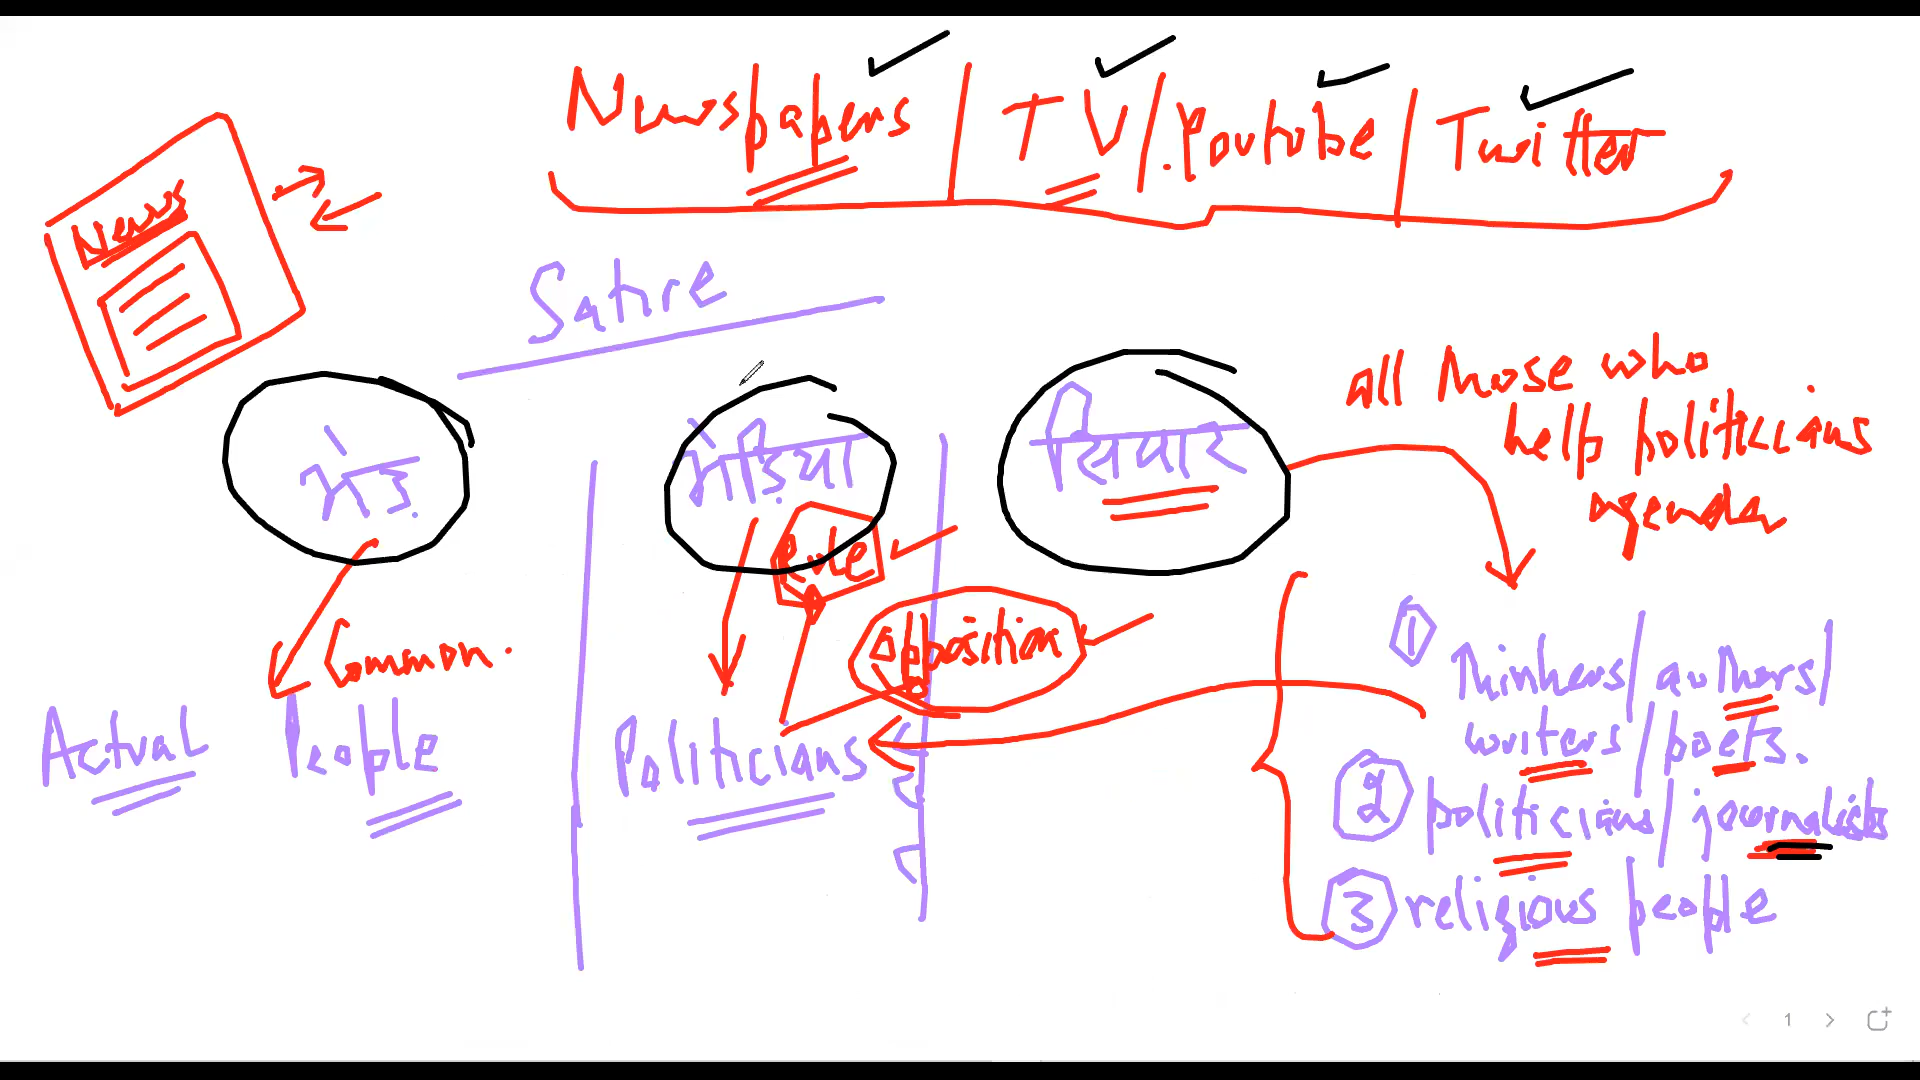 Newspapers / TV / Youtube / Twitter
News
Satire
भेड़
भेड़िया
सियार
all those who
help politicians
agenda
Rule
opposition
Common
Actual People
Politicians
1
Thinkers / authors /
writers / poets.
2 politicians / journalists
3 religious people
1